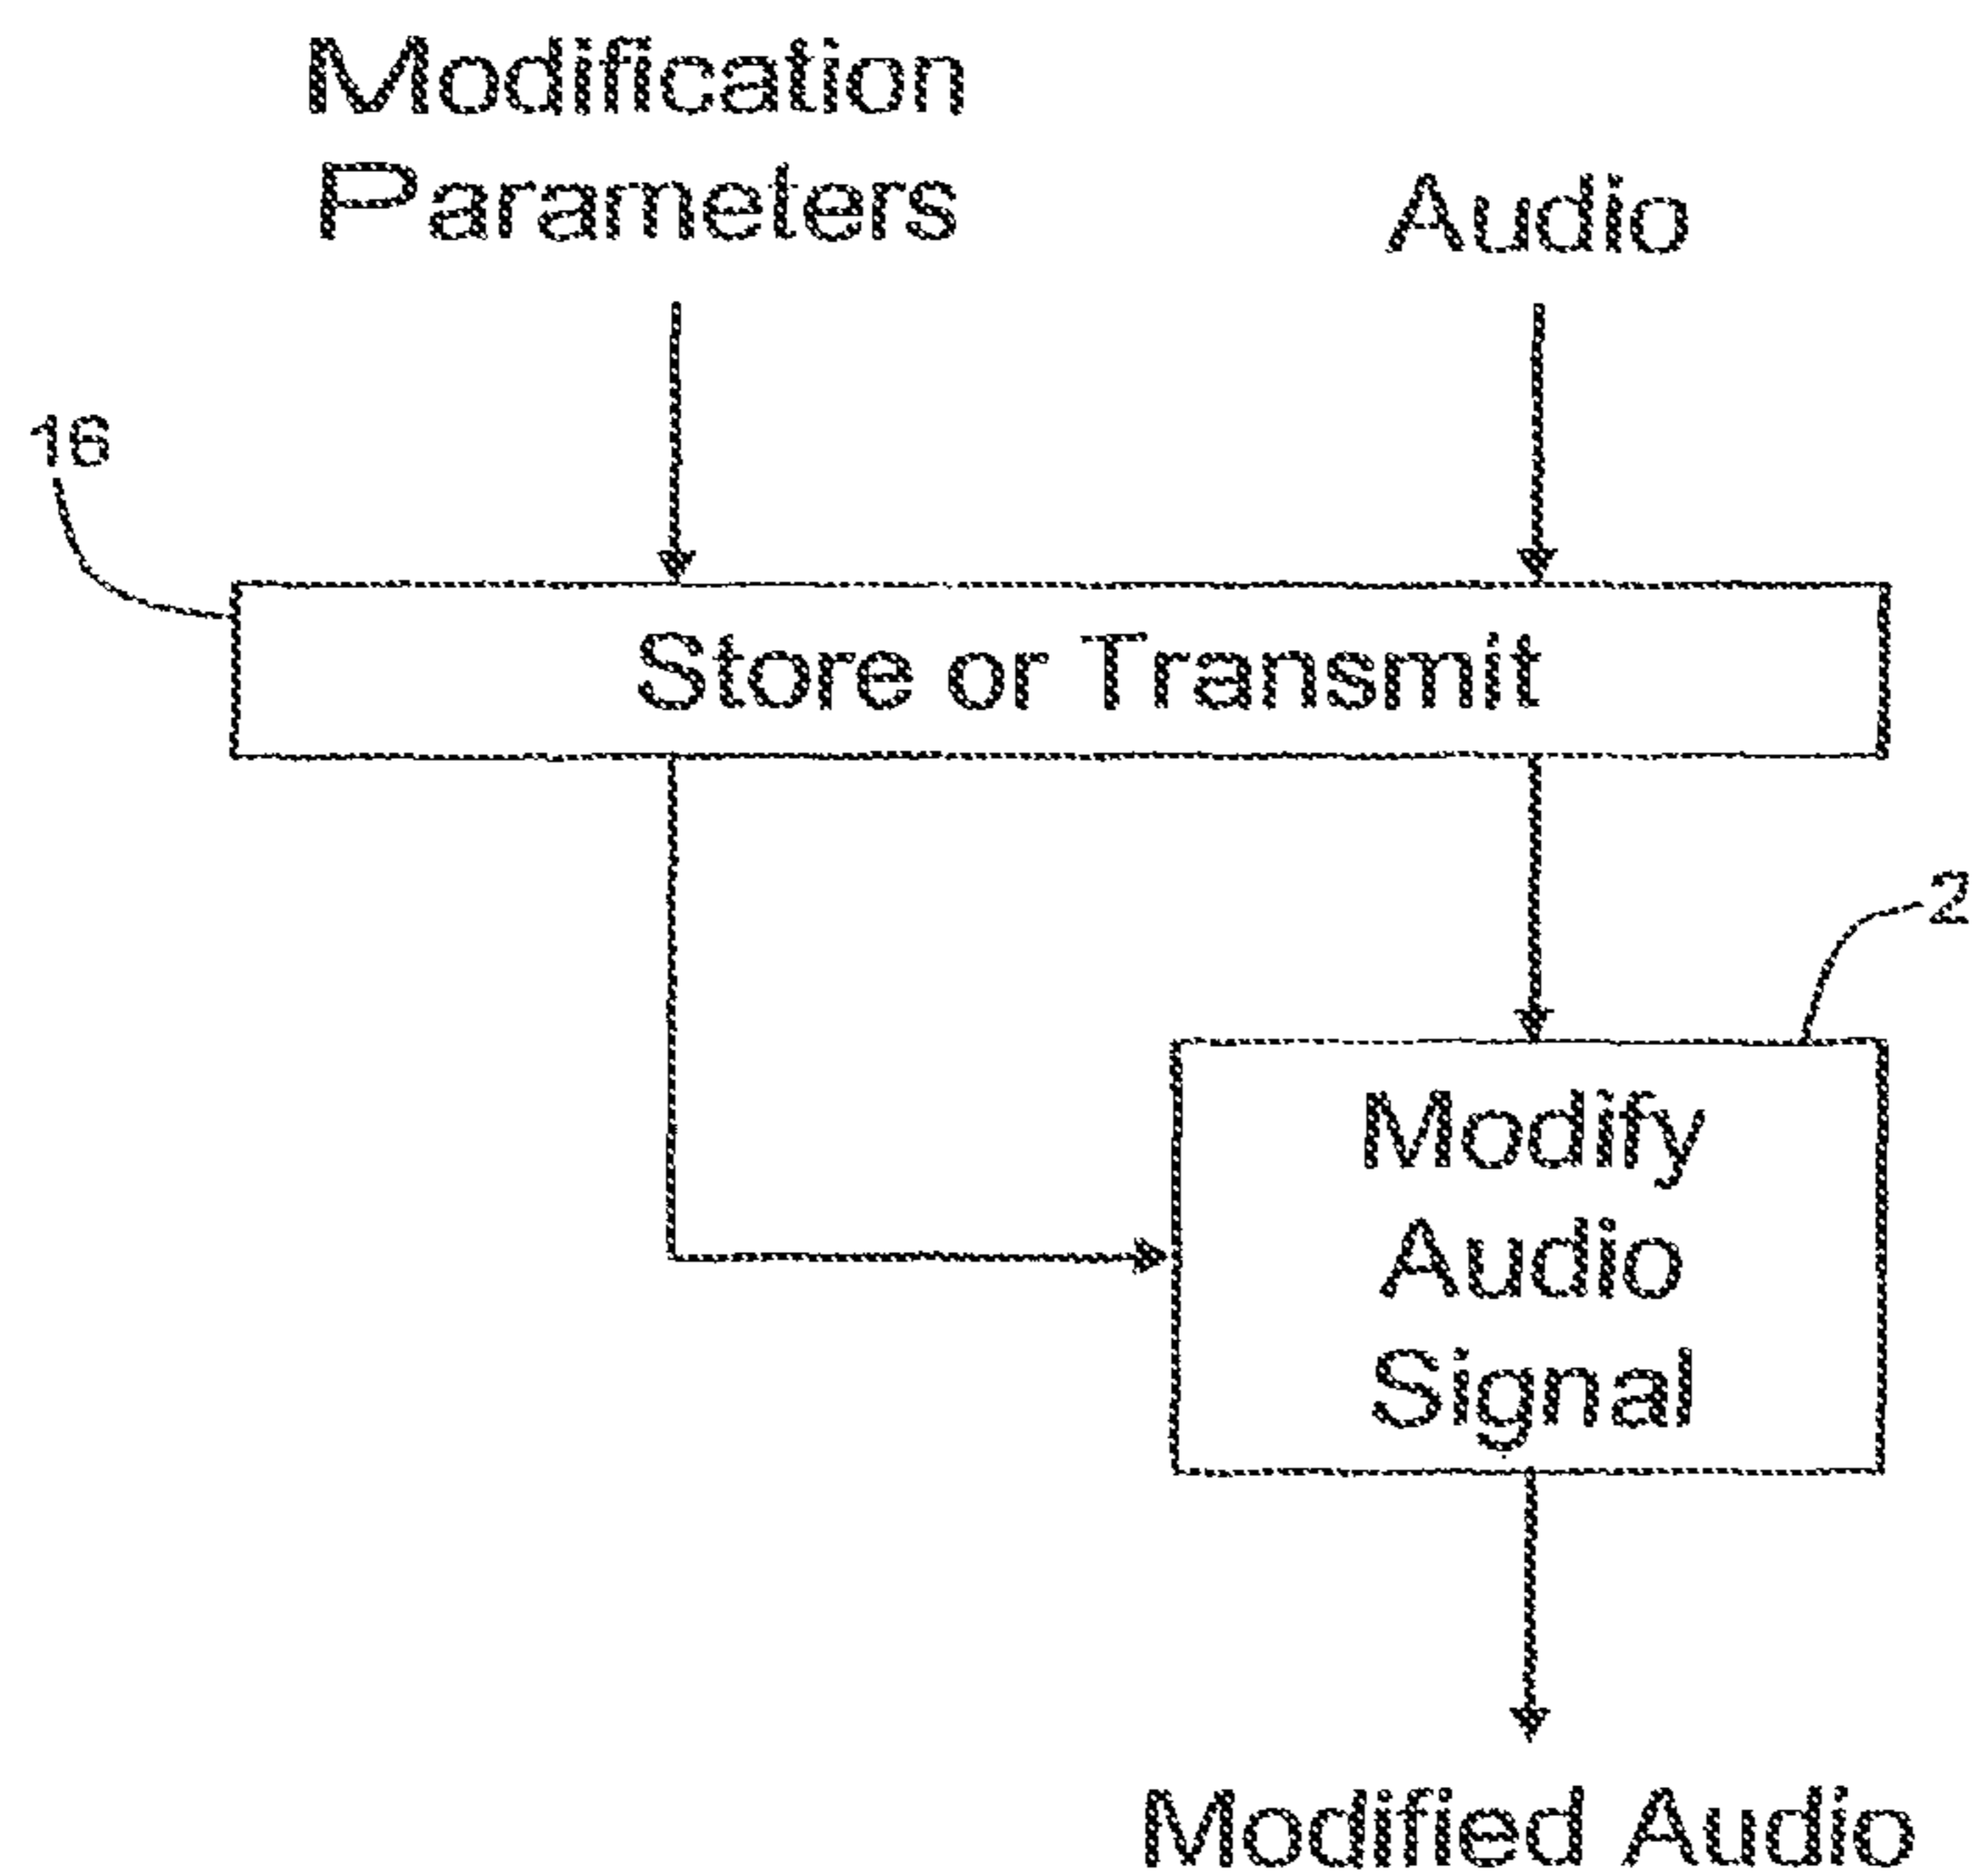 Modification
Parameters
Audio
16
Store or Transmit
2
Modify
Audio
Signal
Modified Audio